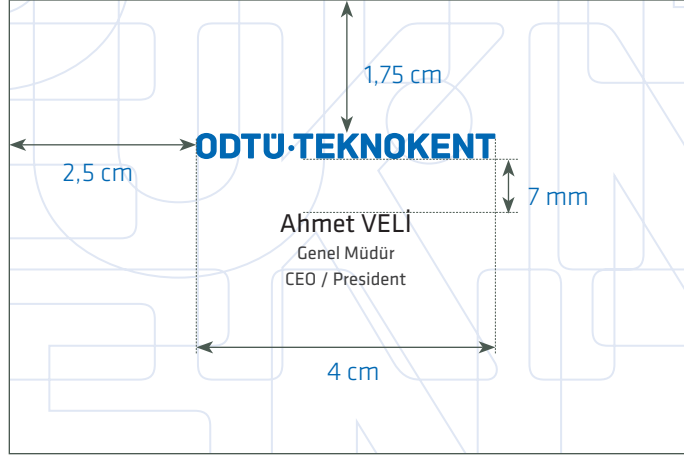 1,75 cm
ODTÜ·TEKNOKENT
2,5 cm
7 mm
Ahmet VELİ
Genel Müdür
CEO / President
4 cm